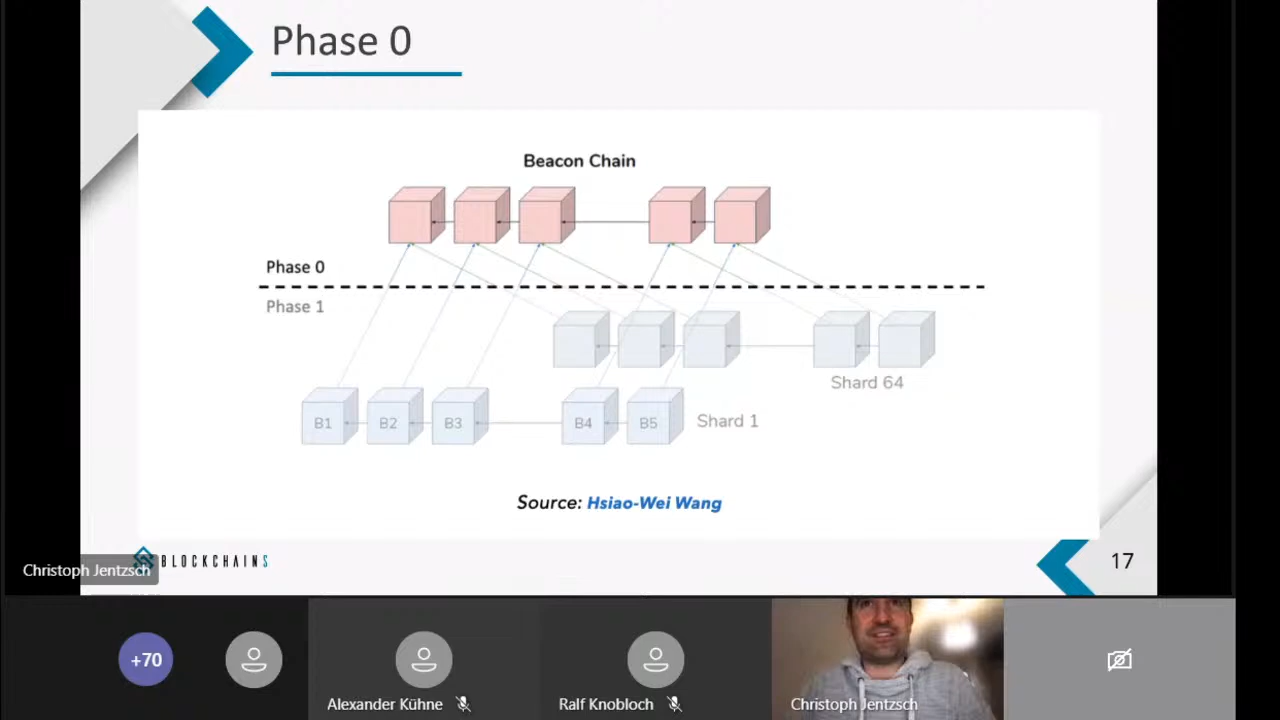 Phase 0
Beacon Chain
Phase 0
Phase 1
Shard 64
B1 B2 B3 B4 B5 Shard 1
Source: Hsiao-Wei Wang
BLOCKCHAINS
17
Christoph Jentzsch
+70
Alexander Kühne
Ralf Knobloch
Christoph Jentzsch